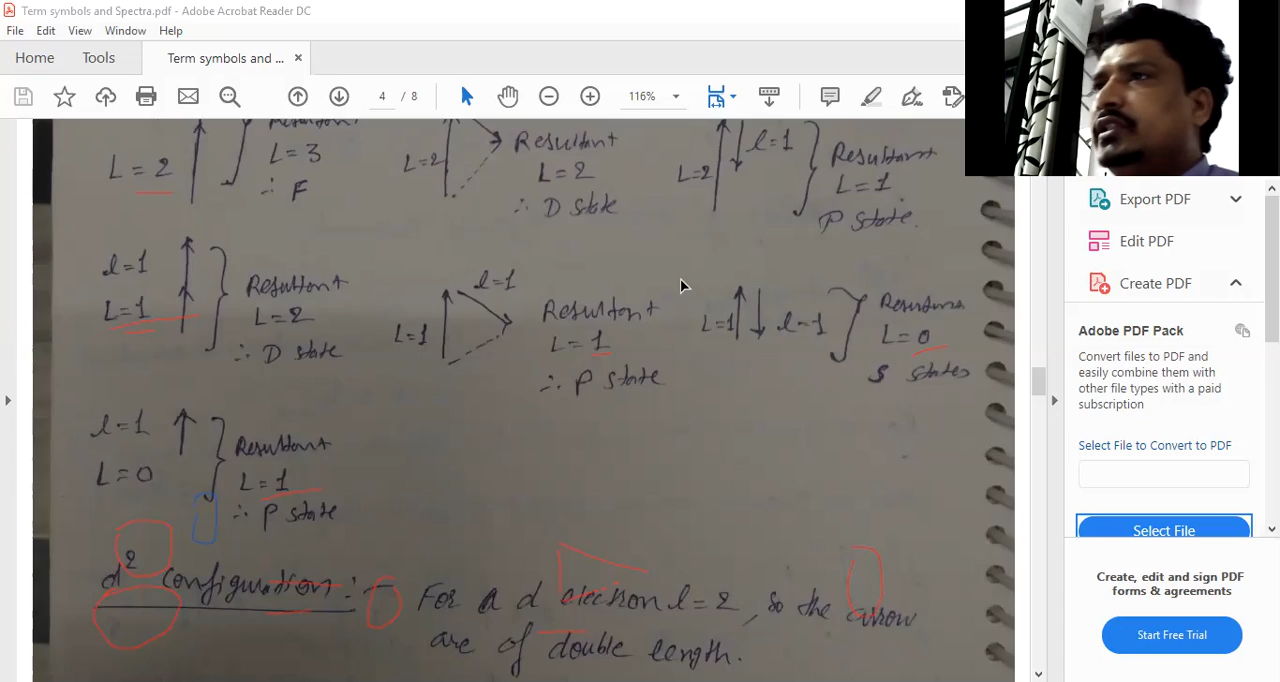 Term symbols and Spectra.pdf - Adobe Acrobat Reader DC
File Edit View Window Help
Home Tools Term symbols and ... ×
4 / 8 116%
Resultant
L = 2
L = 3
∴ F
L=2
Resultant
L = 2
∴ D state
L=2
l=1
Resultant
L = 1
P state.
l=1
L=1
Resultant
L = 2
∴ D state
l=1
L=1
Resultant
L = 1
∴ P state
L=1
l=1
L = 0
S states
l=1
L=0
Resultant
L = 1
∴ P state
d² configuration :- For a d electron l = 2, so the arrow
are of double length.
Export PDF
Edit PDF
Create PDF
Adobe PDF Pack
Convert files to PDF and
easily combine them with
other file types with a paid
subscription
Select File to Convert to PDF
Select File
Create, edit and sign PDF
forms & agreements
Start Free Trial